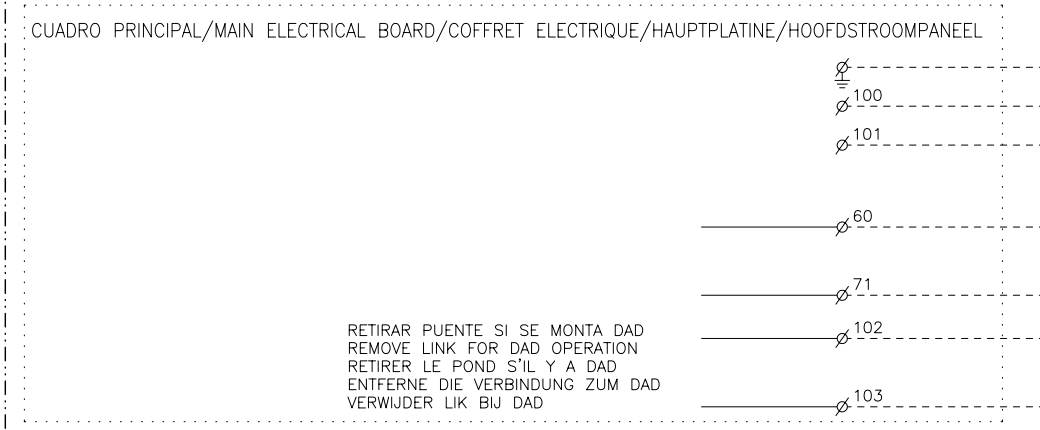 CUADRO PRINCIPAL/MAIN ELECTRICAL BOARD/COFFRET ELECTRIQUE/HAUPTPLATINE/HOOFDSTROOMPANEEL
100
101
60
71
102
RETIRAR PUENTE SI SE MONTA DAD
REMOVE LINK FOR DAD OPERATION
RETIRER LE POND S'IL Y A DAD
ENTFERNE DIE VERBINDUNG ZUM DAD
VERWIJDER LIK BIJ DAD
103